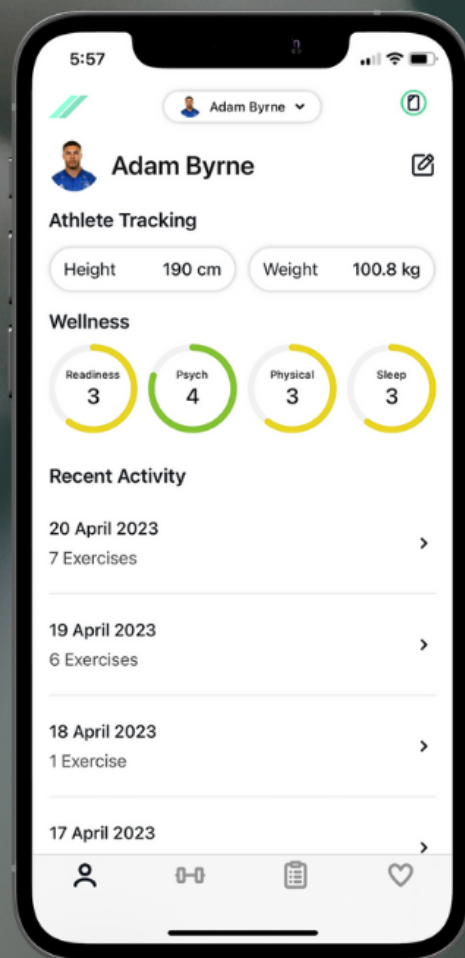 5:57
Adam Byrne
Adam Byrne
Athlete Tracking
Height 190 cm Weight 100.8 kg
Wellness
Readiness Psych Physical Sleep
3 4 3 3
Recent Activity
20 April 2023
7 Exercises
19 April 2023
6 Exercises
18 April 2023
1 Exercise
17 April 2023